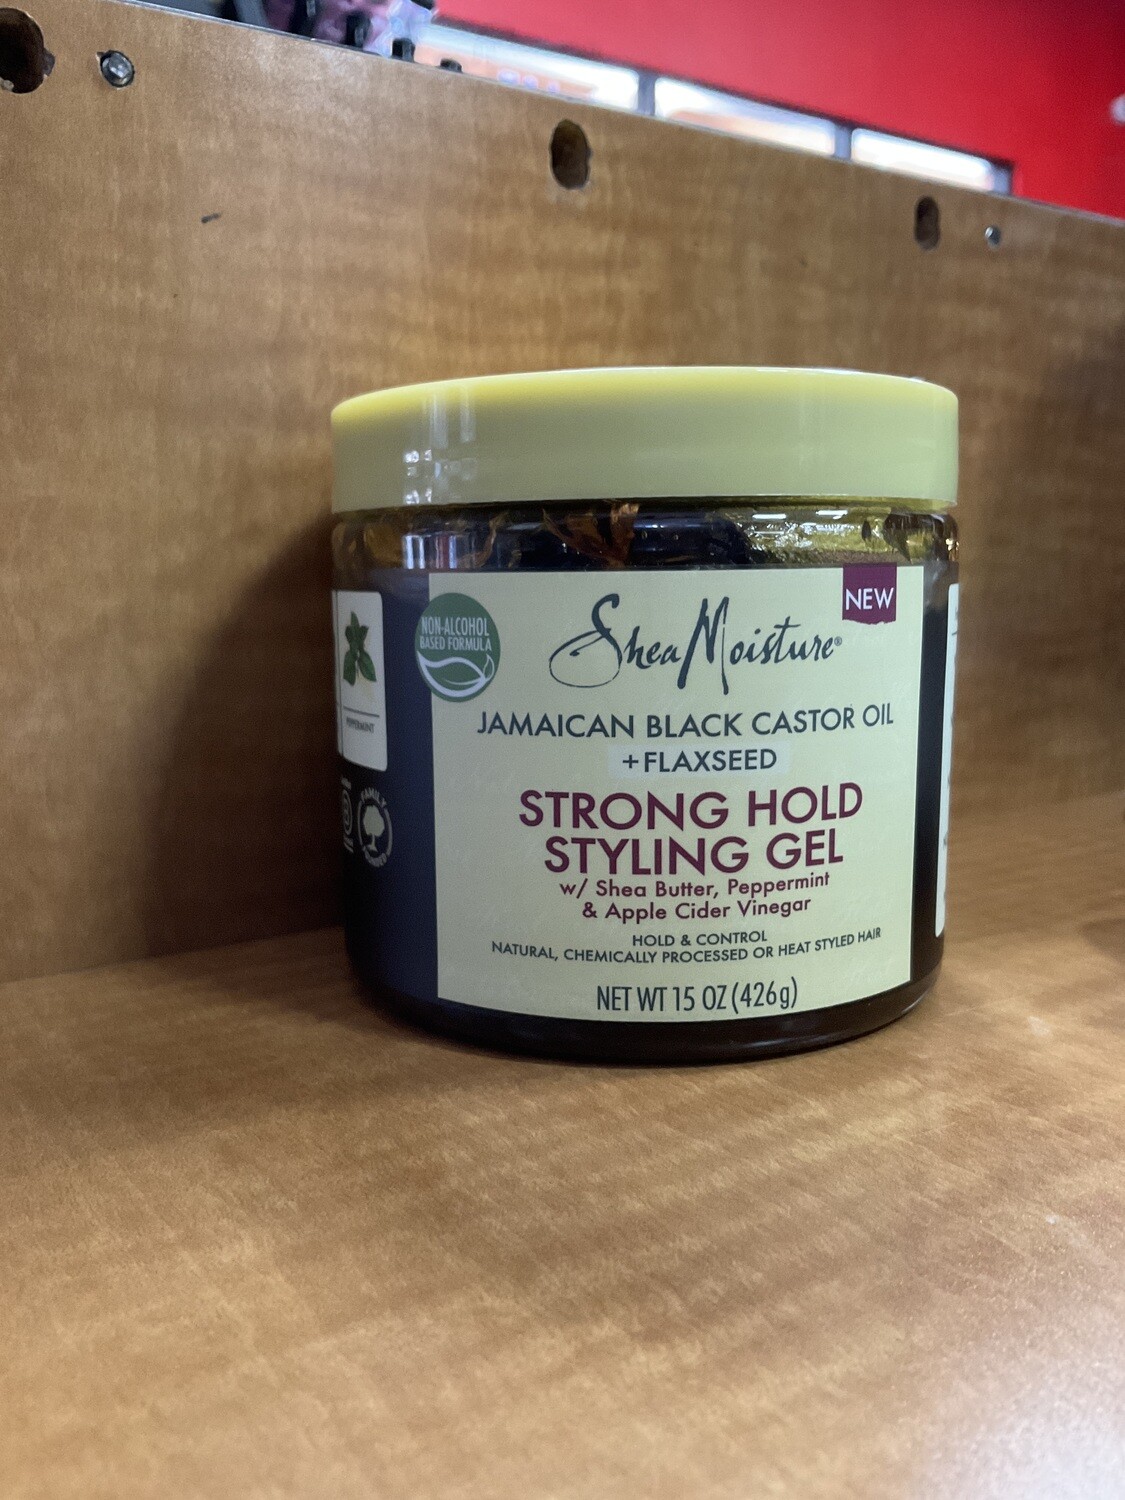 NEW
NON-ALCOHOL
BASED FORMULA
SheaMoisture®
JAMAICAN BLACK CASTOR OIL
+FLAXSEED
STRONG HOLD
STYLING GEL
w/ Shea Butter, Peppermint
& Apple Cider Vinegar
HOLD & CONTROL
NATURAL, CHEMICALLY PROCESSED OR HEAT STYLED HAIR
NET WT 15 OZ (426g)
PEPPERMINT
FAMILY